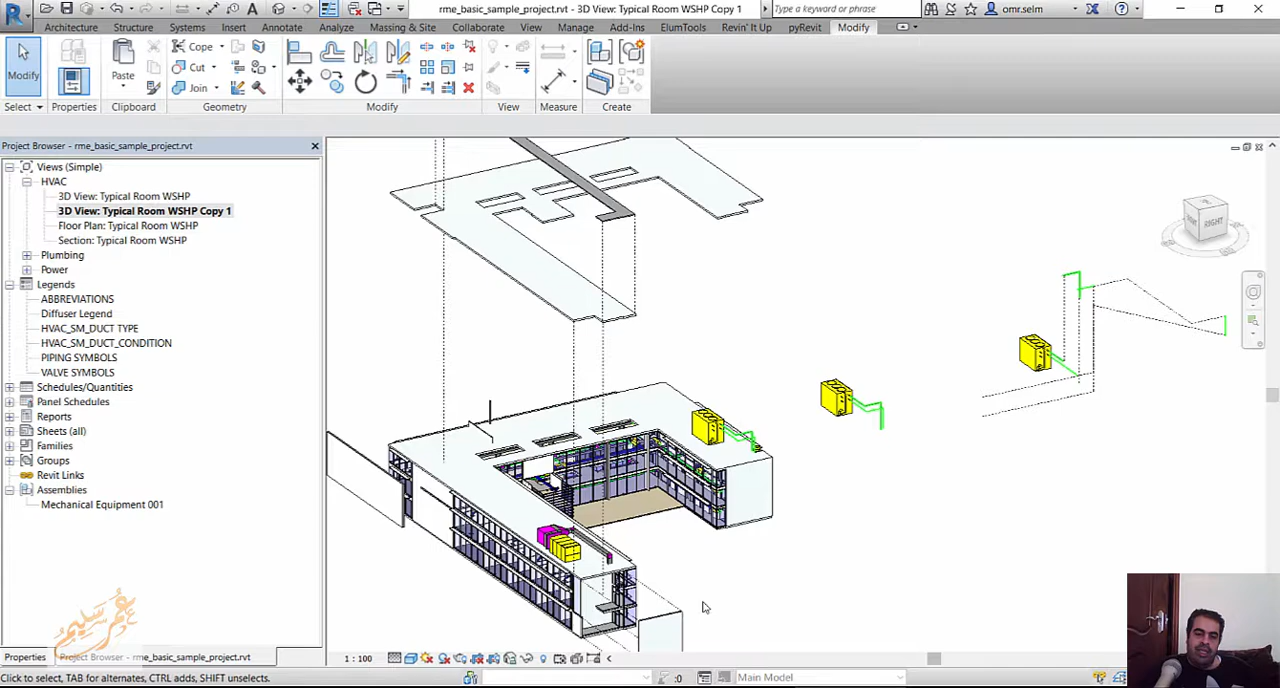 rme_basic_sample_project.rvt - 3D View: Typical Room WSHP Copy 1
Type a keyword or phrase
omr.selm
Architecture Structure Systems Insert Annotate Analyze Massing & Site Collaborate View Manage Add-Ins ElumTools Revin' It Up pyRevit Modify
Modify
Paste
Cope
Cut
Join
Select Properties Clipboard Geometry Modify View Measure Create
Project Browser - rme_basic_sample_project.rvt
Views (Simple)
HVAC
3D View: Typical Room WSHP
3D View: Typical Room WSHP Copy 1
Floor Plan: Typical Room WSHP
Section: Typical Room WSHP
Plumbing
Power
Legends
ABBREVIATIONS
Diffuser Legend
HVAC_SM_DUCT TYPE
HVAC_SM_DUCT_CONDITION
PIPING SYMBOLS
VALVE SYMBOLS
Schedules/Quantities
Panel Schedules
Reports
Sheets (all)
Families
Groups
Revit Links
Assemblies
Mechanical Equipment 001
RIGHT
عمر سليم
Properties
Project Browser - rme_basic_sample_project.rvt
1 : 100
Click to select, TAB for alternates, CTRL adds, SHIFT unselects.
:0
Main Model